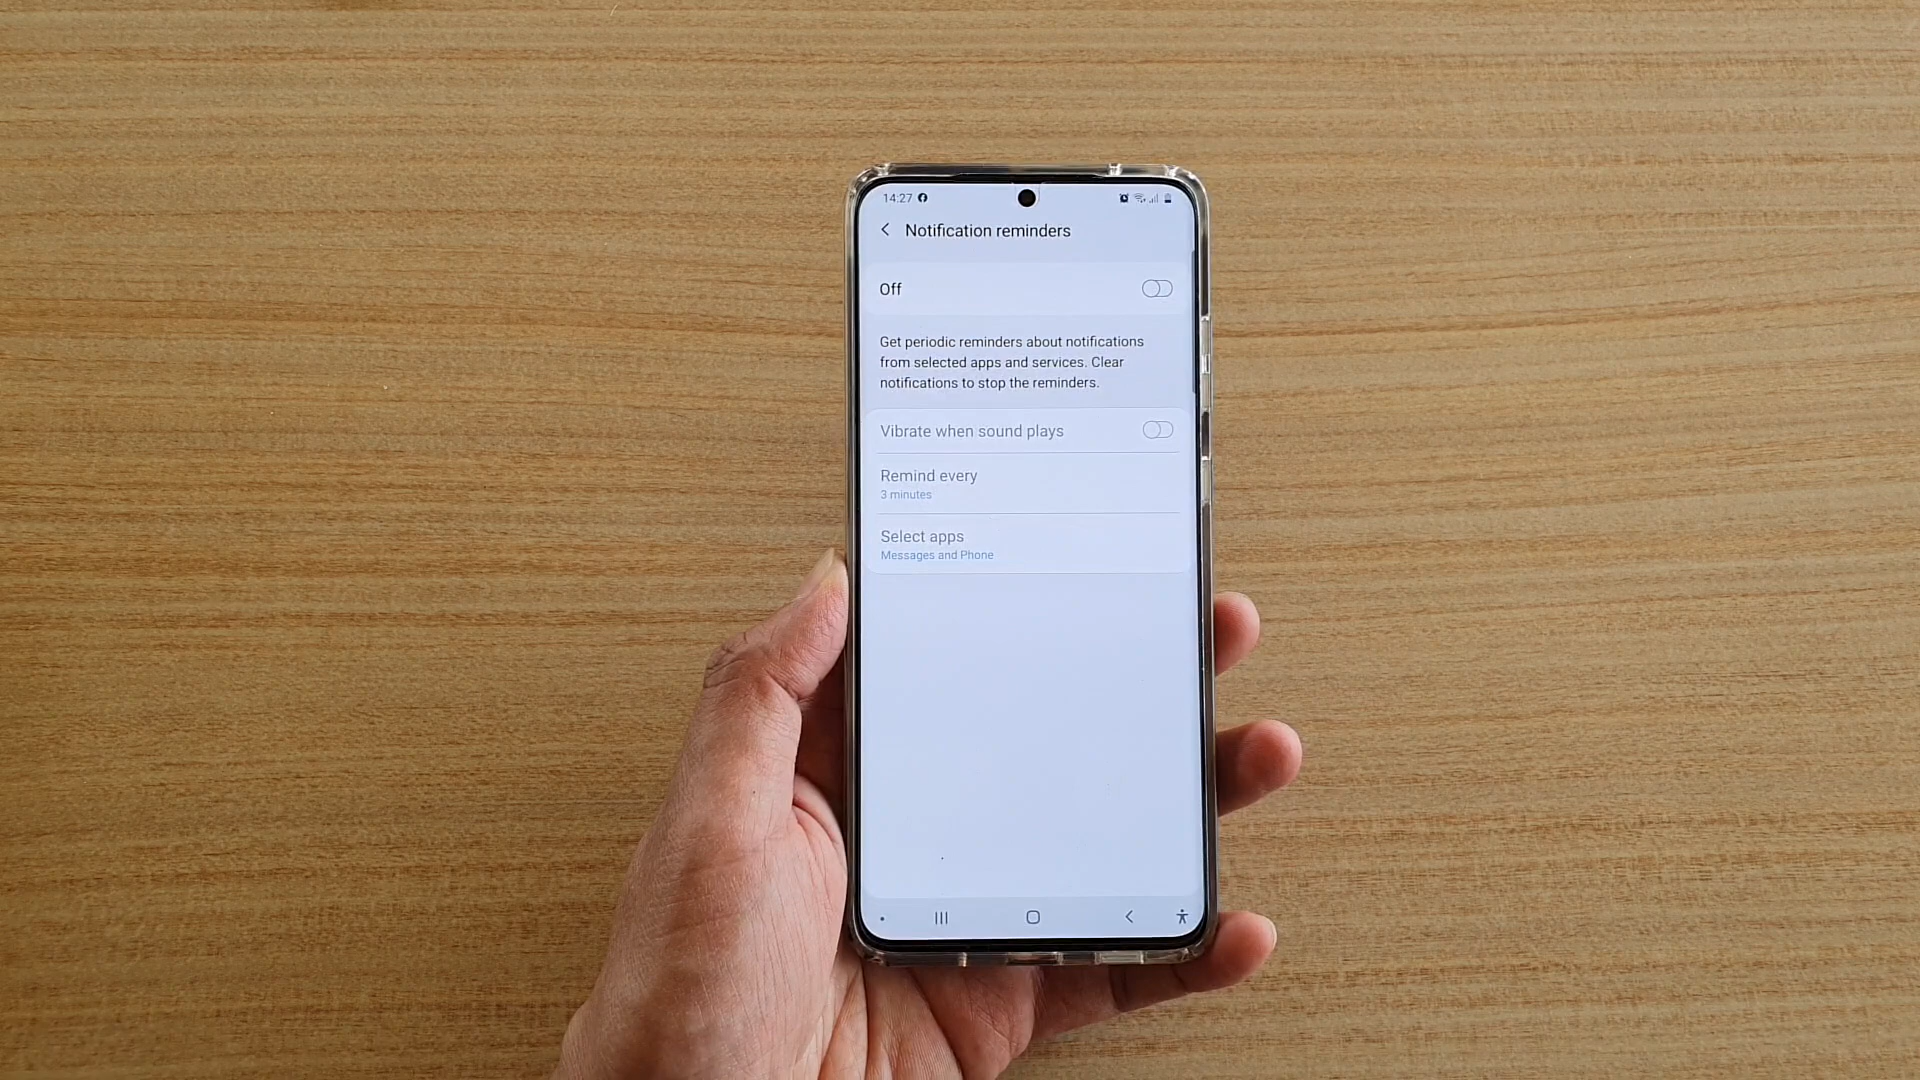 14:27
Notification reminders
Off
Get periodic reminders about notifications
from selected apps and services. Clear
notifications to stop the reminders.
Vibrate when sound plays
Remind every
3 minutes
Select apps
Messages and Phone